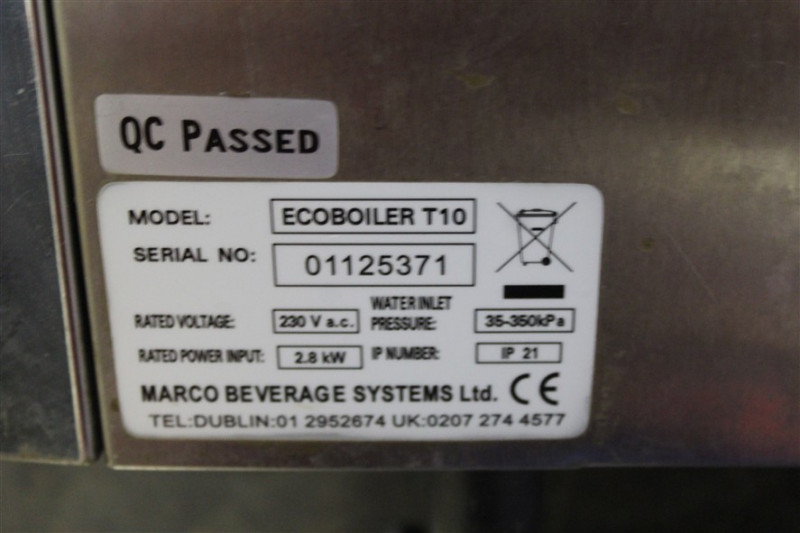 QC PASSED
MODEL: ECOBOILER T10
SERIAL NO: 01125371
RATED VOLTAGE: 230 V a.c. WATER INLET PRESSURE: 35-350kPa
RATED POWER INPUT: 2.8 kW IP NUMBER: IP 21
MARCO BEVERAGE SYSTEMS Ltd. CE
TEL:DUBLIN:01 2952674 UK:0207 274 4577